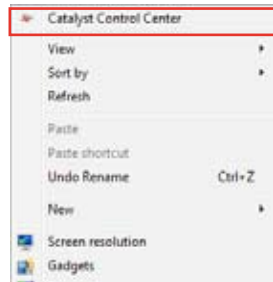 Catalyst Control Center
View
Sort by
Refresh
Paste
Paste shortcut
Undo Rename Ctrl+Z
New
Screen resolution
Gadgets